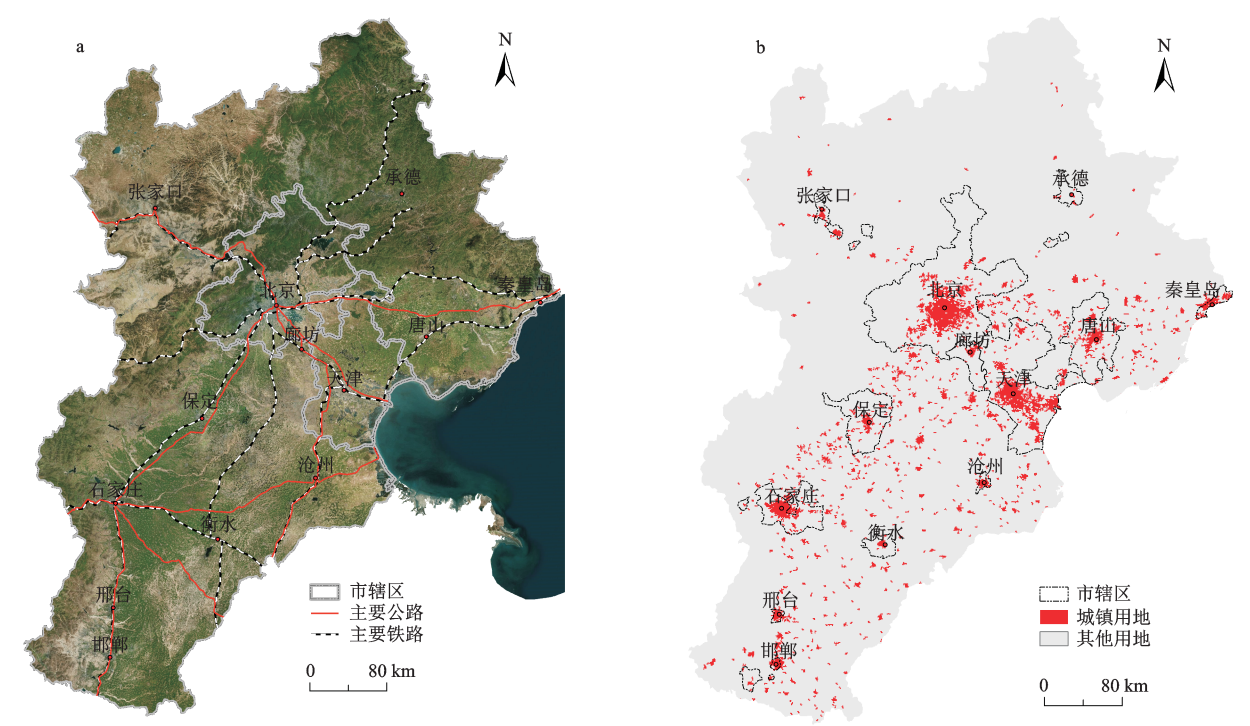 a
N
张家口
承德
北京
秦皇岛
廊坊
唐山
天津
保定
沧州
石家庄
衡水
邢台
邯郸
市辖区
主要公路
主要铁路
0 80 km
b
N
张家口
承德
秦皇岛
北京
唐山
廊坊
天津
保定
沧州
石家庄
衡水
邢台
邯郸
市辖区
城镇用地
其他用地
0 80 km